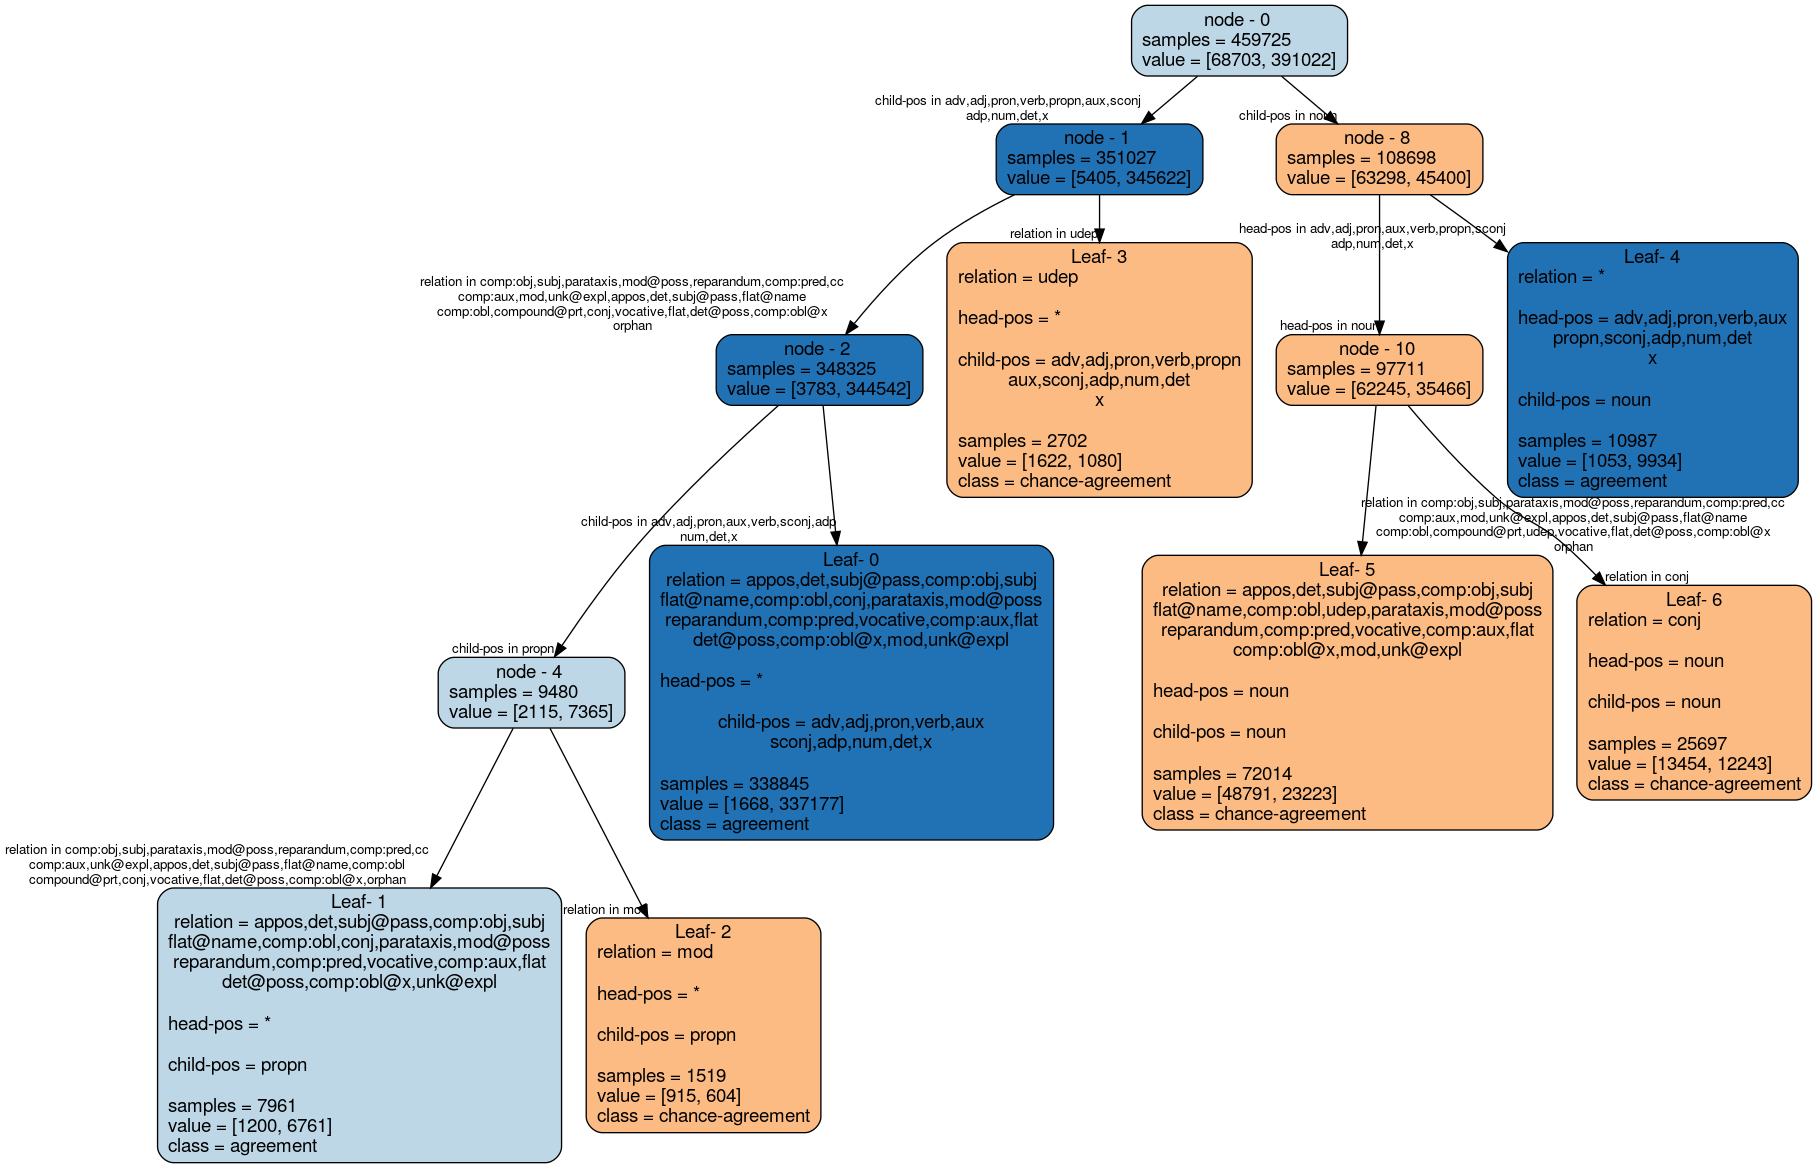 node - 0
samples = 459725
value = [68703, 391022]
child-pos in adv,adj,pron,verb,propn,aux,sconj
adp,num,det,x
child-pos in noun
node - 1
samples = 351027
value = [5405, 345622]
node - 8
samples = 108698
value = [63298, 45400]
relation in comp:obj,subj,parataxis,mod@poss,reparandum,comp:pred,cc
comp:aux,mod,unk@expl,appos,det,subj@pass,flat@name
comp:obl,compound@prt,conj,vocative,flat,det@poss,comp:obl@x
orphan
relation in udep
head-pos in adv,adj,pron,aux,verb,propn,sconj
adp,num,det,x
head-pos in noun
node - 2
samples = 348325
value = [3783, 344542]
Leaf- 3
relation = udep
head-pos = *
child-pos = adv,adj,pron,verb,propn
aux,sconj,adp,num,det
x
samples = 2702
value = [1622, 1080]
class = chance-agreement
node - 10
samples = 97711
value = [62245, 35466]
Leaf- 4
relation = *
head-pos = adv,adj,pron,verb,aux
propn,sconj,adp,num,det
x
child-pos = noun
samples = 10987
value = [1053, 9934]
class = agreement
child-pos in adv,adj,pron,aux,verb,sconj,adp
num,det,x
child-pos in propn
relation in comp:obj,subj,parataxis,mod@poss,reparandum,comp:pred,cc
comp:aux,mod,unk@expl,appos,det,subj@pass,flat@name
comp:obl,compound@prt,udep,vocative,flat,det@poss,comp:obl@x
orphan
relation in conj
node - 4
samples = 9480
value = [2115, 7365]
Leaf- 0
relation = appos,det,subj@pass,comp:obj,subj
flat@name,comp:obl,conj,parataxis,mod@poss
reparandum,comp:pred,vocative,comp:aux,flat
det@poss,comp:obl@x,mod,unk@expl
head-pos = *
child-pos = adv,adj,pron,verb,aux
sconj,adp,num,det,x
samples = 338845
value = [1668, 337177]
class = agreement
Leaf- 5
relation = appos,det,subj@pass,comp:obj,subj
flat@name,comp:obl,udep,parataxis,mod@poss
reparandum,comp:pred,vocative,comp:aux,flat
comp:obl@x,mod,unk@expl
head-pos = noun
child-pos = noun
samples = 72014
value = [48791, 23223]
class = chance-agreement
Leaf- 6
relation = conj
head-pos = noun
child-pos = noun
samples = 25697
value = [13454, 12243]
class = chance-agreement
relation in comp:obj,subj,parataxis,mod@poss,reparandum,comp:pred,cc
comp:aux,unk@expl,appos,det,subj@pass,flat@name,comp:obl
compound@prt,conj,vocative,flat,det@poss,comp:obl@x,orphan
relation in mod
Leaf- 1
relation = appos,det,subj@pass,comp:obj,subj
flat@name,comp:obl,conj,parataxis,mod@poss
reparandum,comp:pred,vocative,comp:aux,flat
det@poss,comp:obl@x,unk@expl
head-pos = *
child-pos = propn
samples = 7961
value = [1200, 6761]
class = agreement
Leaf- 2
relation = mod
head-pos = *
child-pos = propn
samples = 1519
value = [915, 604]
class = chance-agreement